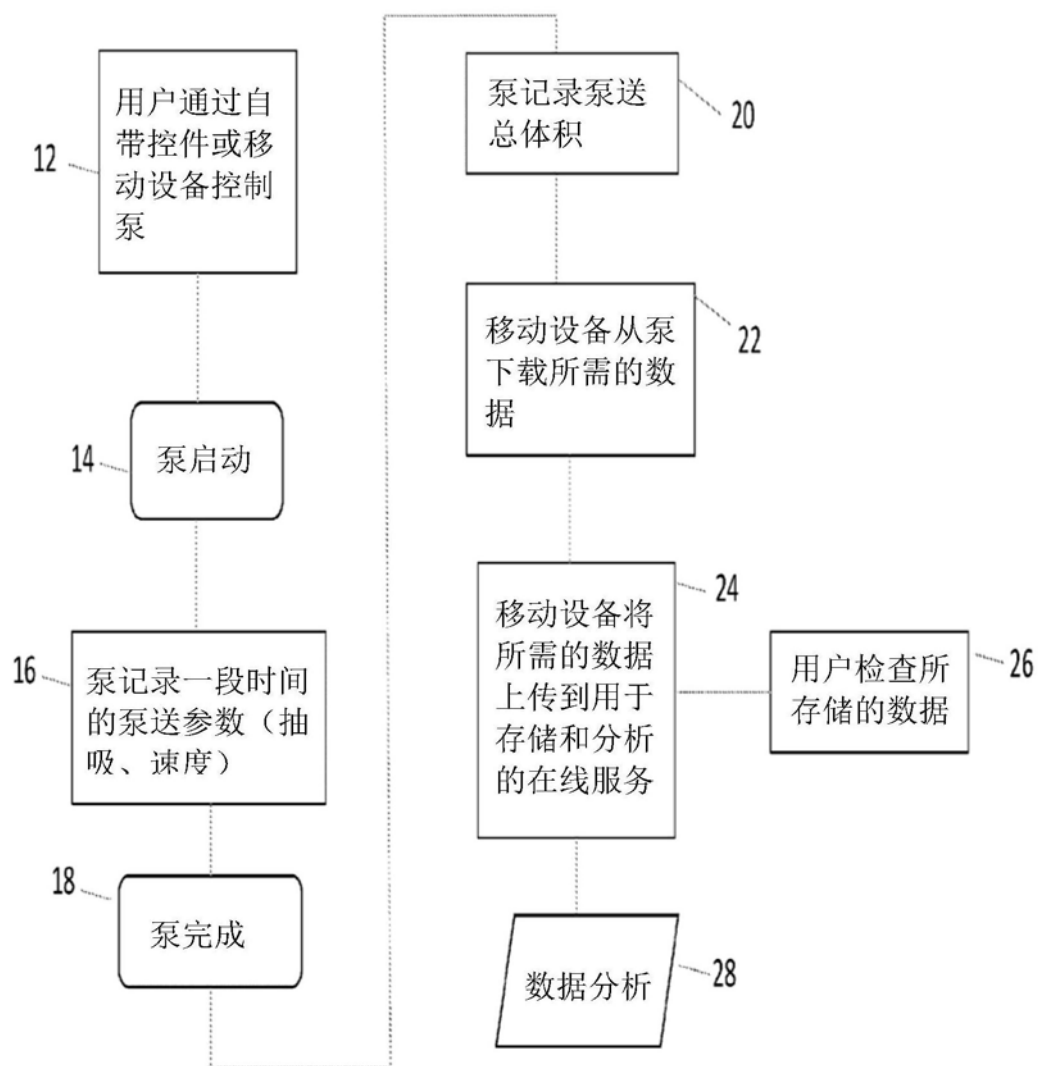 12
用户通过自
带控件或移
动设备控制
泵
14
泵启动
16
泵记录一段时间
的泵送参数（抽
吸、速度）
18
泵完成
泵记录泵送
总体积
20
移动设备从泵
下载所需的数
据
22
移动设备将
所需的数据
上传到用于
存储和分析
的在线服务
24
用户检查所
存储的数据
26
数据分析
28